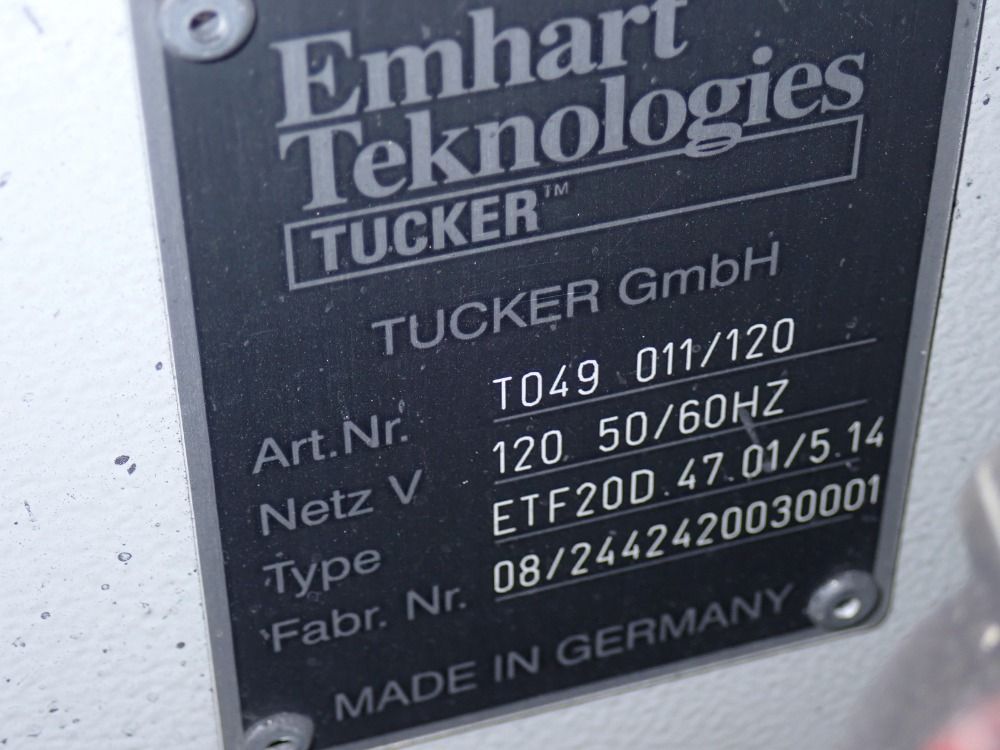 Emhart
Teknologies
TUCKER™
TUCKER GmbH
Art.Nr. T049 011/120
Netz V 120 50/60HZ
Type ETF20D.47.01/5.14
Fabr. Nr. 08/2442420030001
MADE IN GERMANY